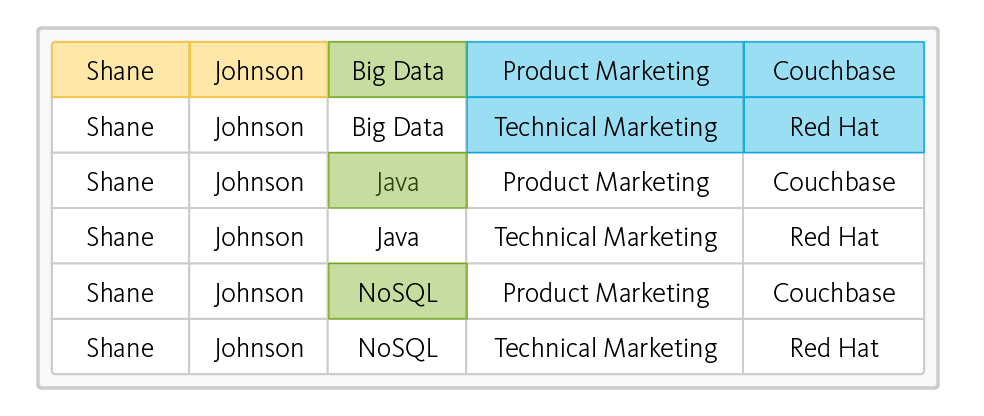 Shane Johnson Big Data Product Marketing Couchbase
Shane Johnson Big Data Technical Marketing Red Hat
Shane Johnson Java Product Marketing Couchbase
Shane Johnson Java Technical Marketing Red Hat
Shane Johnson NoSQL Product Marketing Couchbase
Shane Johnson NoSQL Technical Marketing Red Hat